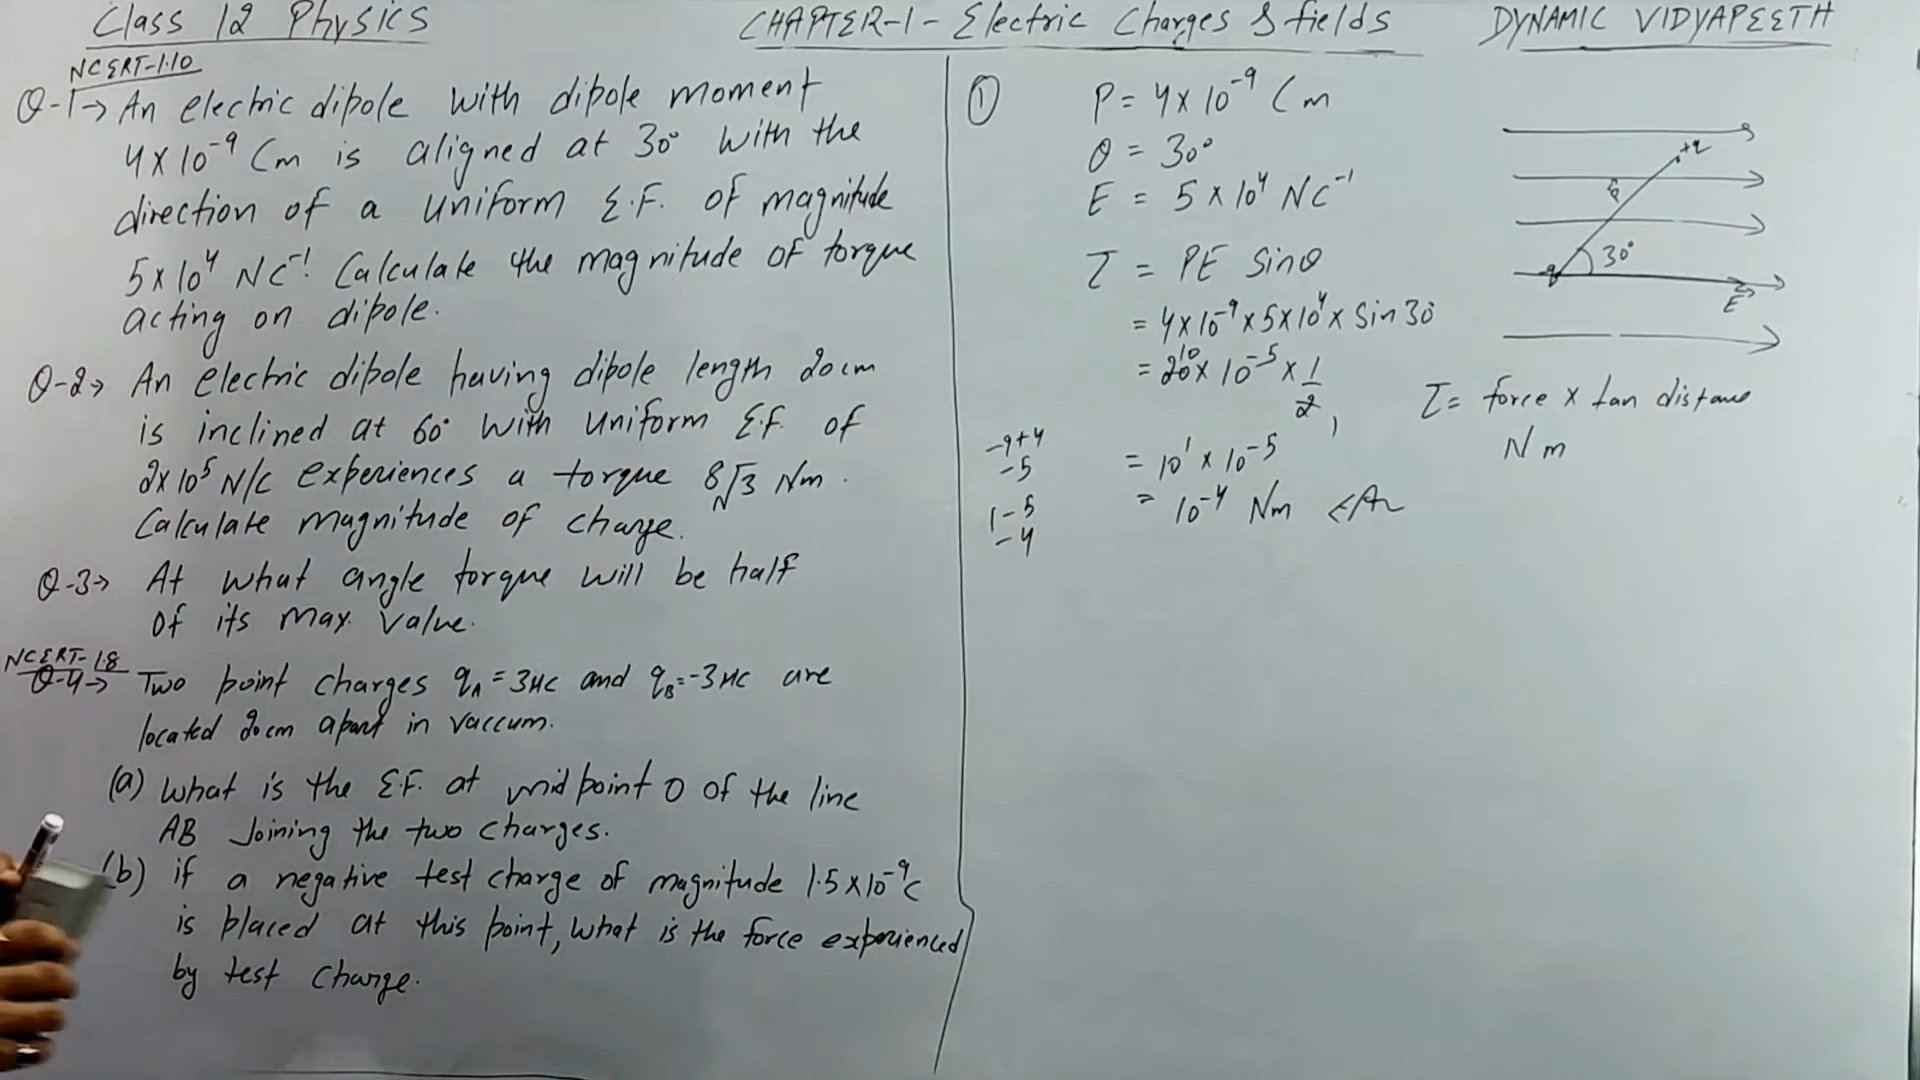 Class 12 Physics
CHAPTER-1 - Electric Charges & fields
DYNAMIC VIDYAPEETH
NCERT-1.10
Q-1→ An electric dipole with dipole moment
4×10⁻⁹ Cm is aligned at 30° with the
direction of a uniform E.F. of magnitude
5×10⁴ NC⁻¹. Calculate the magnitude of torque
acting on dipole.
Q-2→ An electric dipole having dipole length 20cm
is inclined at 60° with uniform E.F. of
2×10⁵ N/C experiences a torque 8√3 Nm.
Calculate magnitude of charge.
Q-3→ At what angle torque will be half
of its max. value.
NCERT-1.8
Q-4→ Two point charges qA = 3μC and qB = -3μC are
located 20cm apart in vaccum.
(a) What is the E.F. at midpoint O of the line
AB Joining the two charges.
(b) if a negative test charge of magnitude 1.5×10⁻⁹C
is placed at this point, what is the force experienced
by test charge.
① P = 4×10⁻⁹ Cm
θ = 30°
E = 5×10⁴ NC⁻¹
τ = PE Sinθ
= 4×10⁻⁹×5×10⁴× Sin30
= 20×10⁻⁵×1/2
10
= 10¹×10⁻⁵
= 10⁻⁴ Nm
-9+4
-5
1-5
-4
+q
30°
E
τ = force × tan distance
Nm